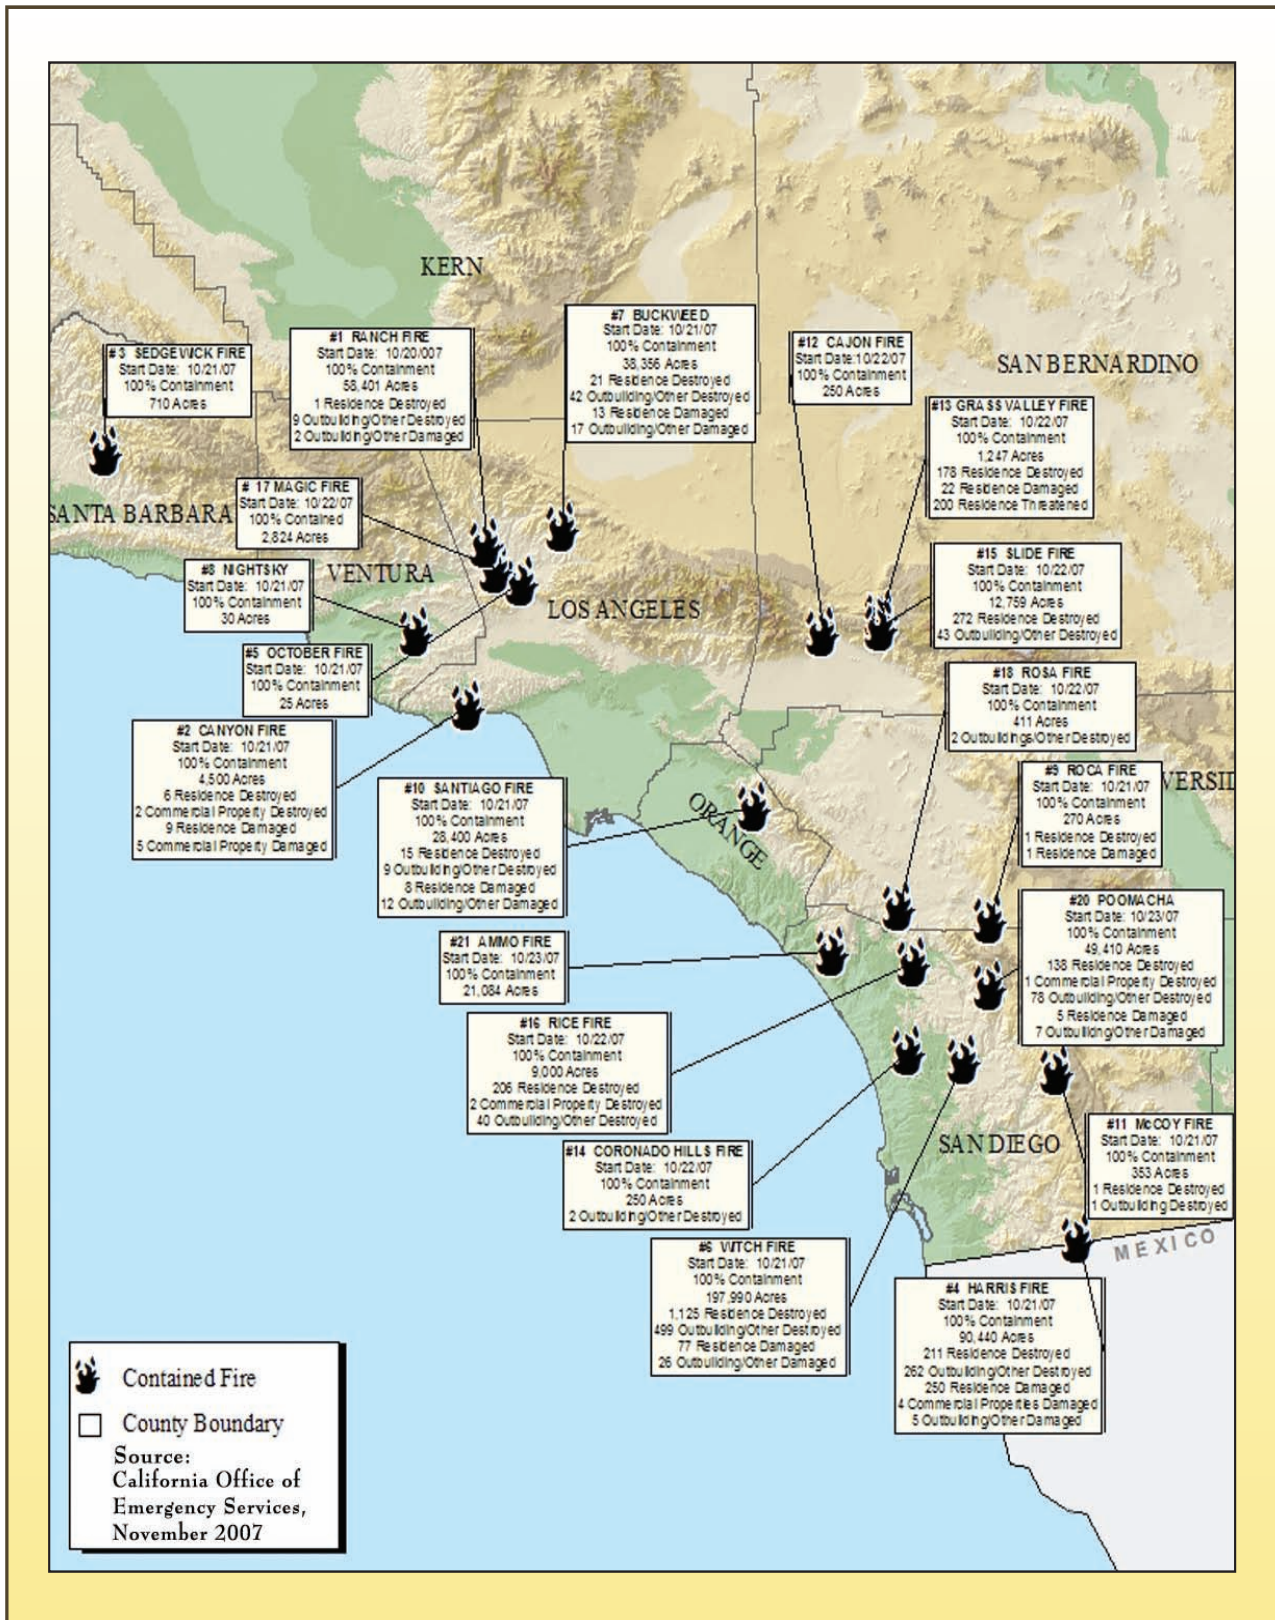 KERN
SAN BERNARDINO
# 3 SEDGEWICK FIRE
Start Date: 10/21/07
100% Containment
710 Acres
#1 RANCH FIRE
Start Date: 10/20/007
100% Containment
58,401 Acres
1 Residence Destroyed
9 Outbuilding/Other Destroyed
2 Outbuilding/Other Damaged
#7 BUCKWEED
Start Date: 10/21/07
100% Containment
38,356 Acres
21 Residence Destroyed
42 Outbuilding/Other Destroyed
13 Residence Damaged
17 Outbuilding/Other Damaged
#12 CAJON FIRE
Start Date:10/22/07
100% Containment
250 Acres
#13 GRASS VALLEY FIRE
Start Date: 10/22/07
100% Containment
1,247 Acres
178 Residence Destroyed
22 Residence Damaged
200 Residence Threatened
SANTA BARBARA
# 17 MAGIC FIRE
Start Date: 10/22/07
100% Contained
2,824 Acres
VENTURA
#8 NIGHTSKY
Start Date: 10/21/07
100% Containment
30 Acres
LOS ANGELES
#15 SLIDE FIRE
Start Date: 10/22/07
100% Containment
12,759 Acres
272 Residence Destroyed
43 Outbuilding/Other Destroyed
#5 OCTOBER FIRE
Start Date: 10/21/07
100% Containment
25 Acres
#18 ROSA FIRE
Start Date: 10/22/07
100% Containment
411 Acres
2 Outbuildings/Other Destroyed
#2 CANYON FIRE
Start Date: 10/21/07
100% Containment
4,500 Acres
6 Residence Destroyed
2 Commercial Property Destroyed
9 Residence Damaged
5 Commercial Property Damaged
#10 SANTIAGO FIRE
Start Date: 10/21/07
100% Containment
28,400 Acres
15 Residence Destroyed
9 Outbuilding/Other Destroyed
8 Residence Damaged
12 Outbuilding/Other Damaged
ORANGE
#9 ROCA FIRE
Start Date: 10/21/07
100% Containment
270 Acres
1 Residence Destroyed
1 Residence Damaged
VERSID
#20 POOMACHA
Start Date: 10/23/07
100% Containment
49,410 Acres
138 Residence Destroyed
1 Commercial Property Destroyed
78 Outbuilding/Other Destroyed
5 Residence Damaged
7 Outbuilding/Other Damaged
#21 AMMO FIRE
Start Date: 10/23/07
100% Containment
21,084 Acres
#16 RICE FIRE
Start Date: 10/22/07
100% Containment
9,000 Acres
206 Residence Destroyed
2 Commercial Property Destroyed
40 Outbuilding/Other Destroyed
#14 CORONADO HILLS FIRE
Start Date: 10/22/07
100% Containment
250 Acres
2 Outbuilding/Other Destroyed
SAN DIEGO
#11 McCOY FIRE
Start Date: 10/21/07
100% Containment
353 Acres
1 Residence Destroyed
1 Outbuilding Destroyed
#6 WITCH FIRE
Start Date: 10/21/07
100% Containment
197,990 Acres
1,125 Residence Destroyed
499 Outbuilding/Other Destroyed
77 Residence Damaged
26 Outbuilding/Other Damaged
MEXICO
#4 HARRIS FIRE
Start Date: 10/21/07
100% Containment
90,440 Acres
211 Residence Destroyed
262 Outbuilding/Other Destroyed
250 Residence Damaged
4 Commercial Properties Damaged
5 Outbuilding/Other Damaged
Contained Fire
County Boundary
Source:
California Office of
Emergency Services,
November 2007